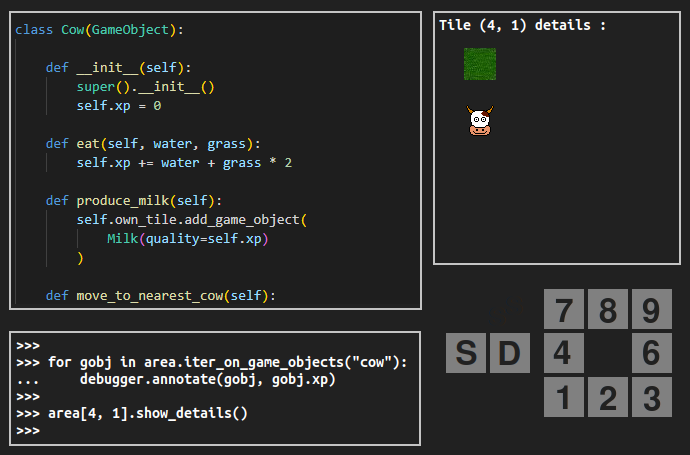 class Cow(GameObject):
    def __init__(self):
        super().__init__()
        self.xp = 0
    def eat(self, water, grass):
        self.xp += water + grass * 2
    def produce_milk(self):
        self.own_tile.add_game_object(
            Milk(quality=self.xp)
        )
    def move_to_nearest_cow(self):
>>>
>>> for gobj in area.iter_on_game_objects("cow"):
...     debugger.annotate(gobj, gobj.xp)
>>>
>>> area[4, 1].show_details()
>>>
Tile (4, 1) details :
7 8 9
S D 4 6
1 2 3